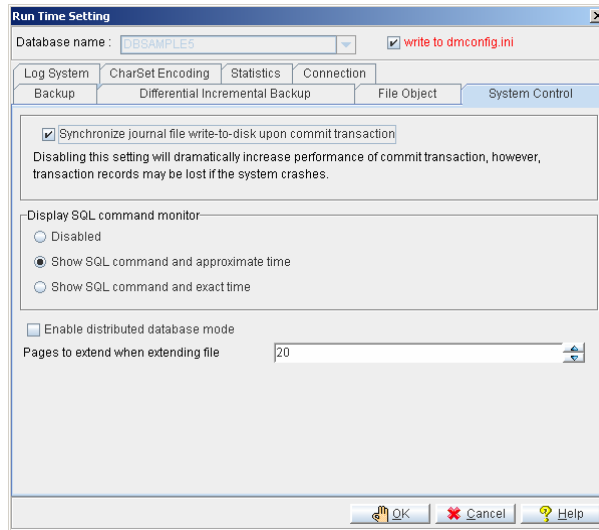 Run Time Setting
Database name : DBSAMPLE5 write to dmconfig.ini
Log System CharSet Encoding Statistics Connection
Backup Differential Incremental Backup File Object System Control
Synchronize journal file write-to-disk upon commit transaction
Disabling this setting will dramatically increase performance of commit transaction, however,
transaction records may be lost if the system crashes.
Display SQL command monitor
Disabled
Show SQL command and approximate time
Show SQL command and exact time
Enable distributed database mode
Pages to extend when extending file 20
OK Cancel Help